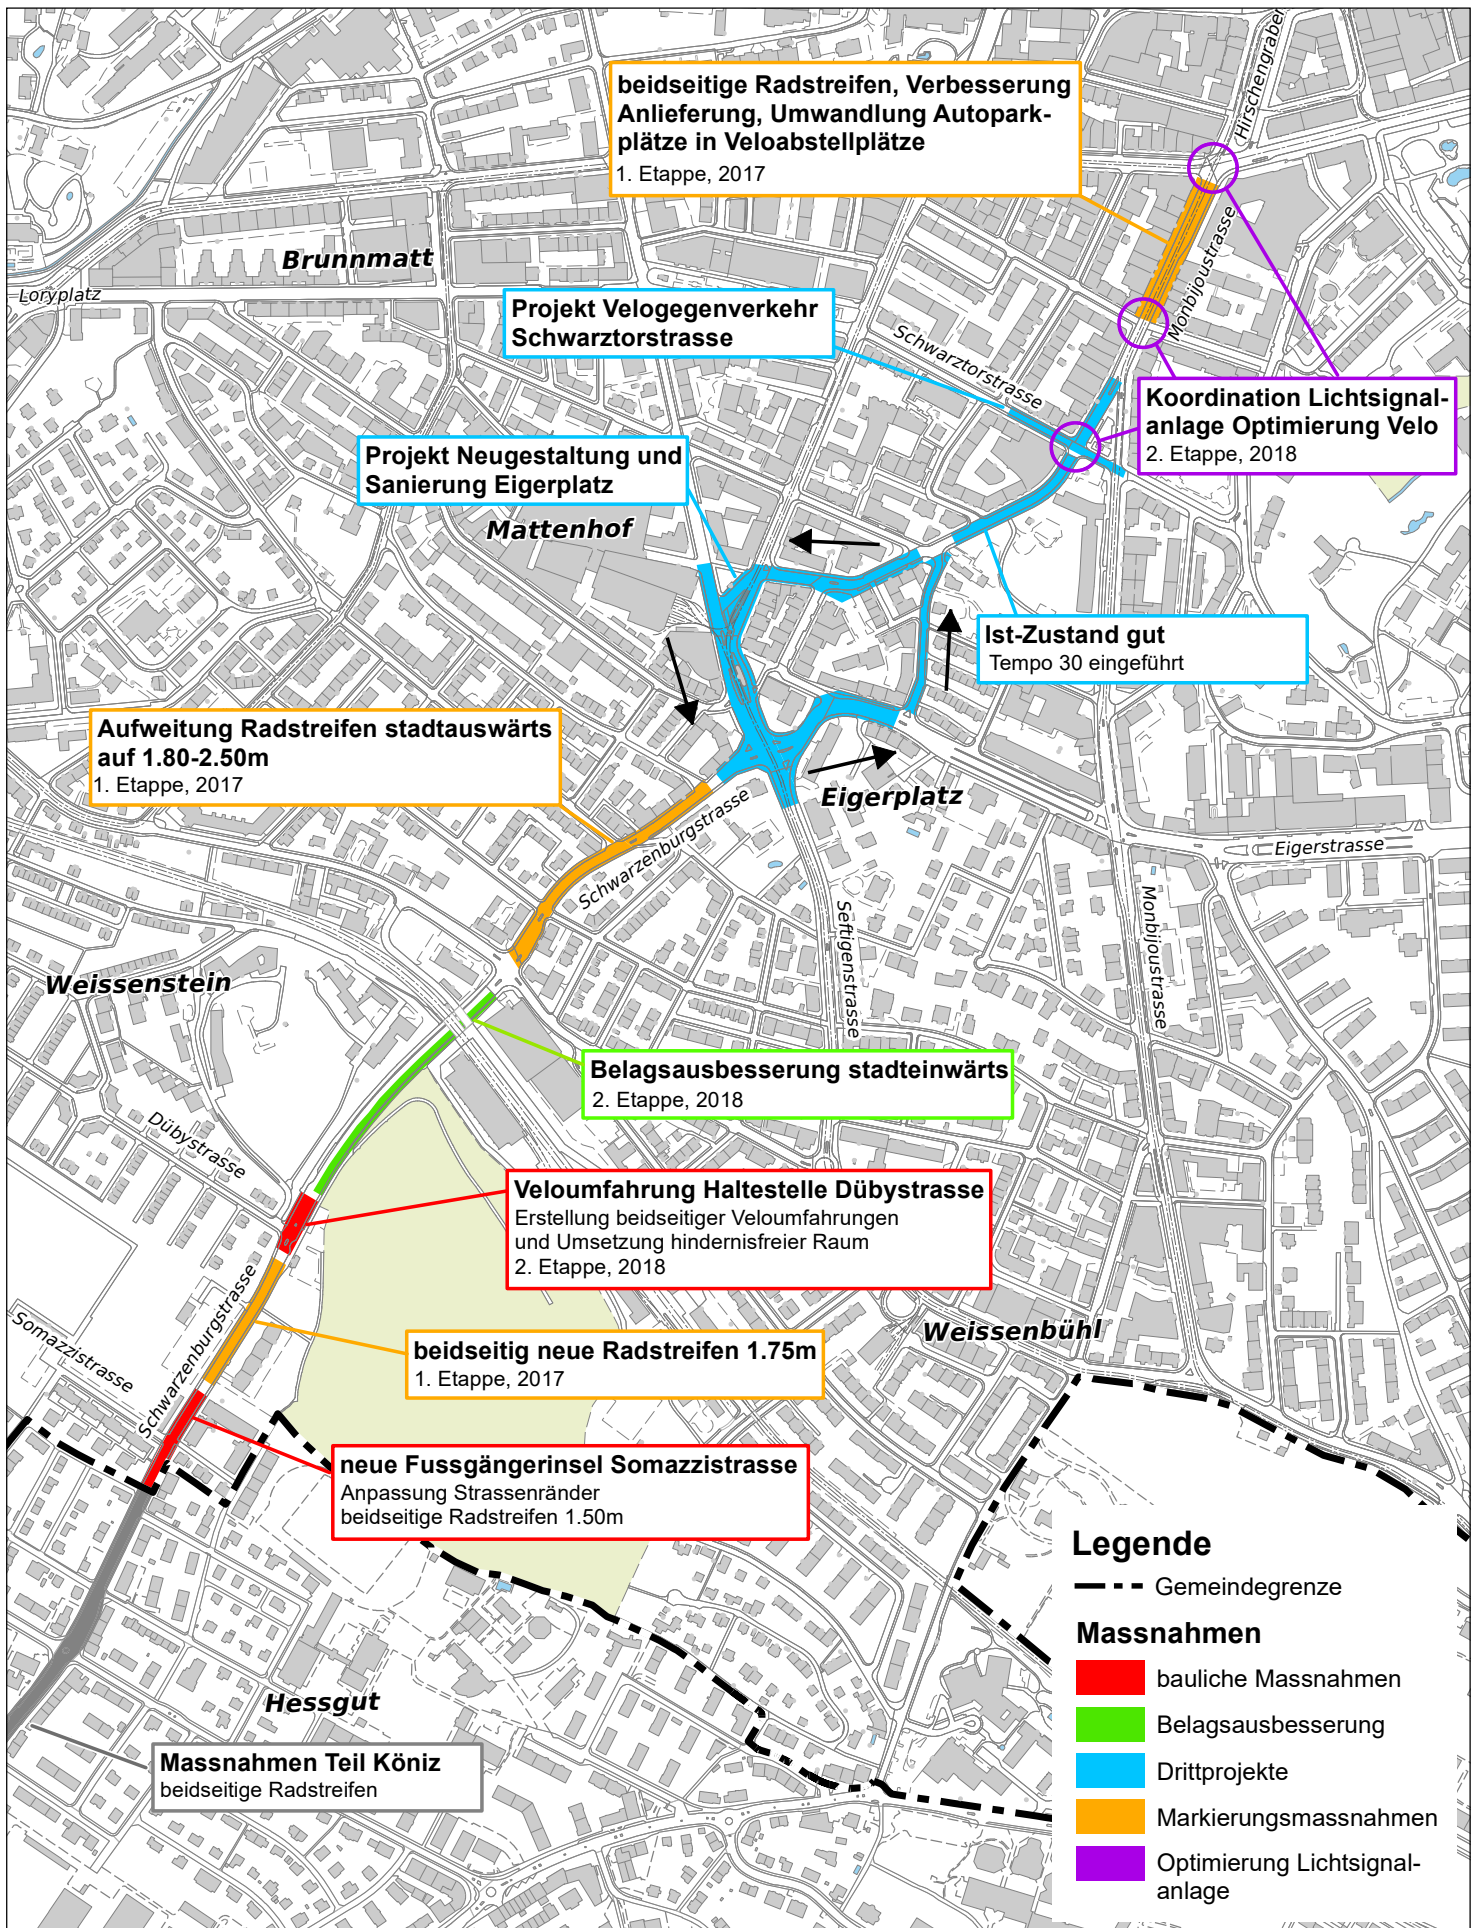 Hirschengraben
beidseitige Radstreifen, Verbesserung
Anlieferung, Umwandlung Autopark-
plätze in Veloabstellplätze
1. Etappe, 2017
Monbijoustrasse
Brunnmatt
Loryplatz
Projekt Velogegenverkehr
Schwarztorstrasse
Schwarztorstrasse
Koordination Lichtsignal-
anlage Optimierung Velo
2. Etappe, 2018
Projekt Neugestaltung und
Sanierung Eigerplatz
Mattenhof
Ist-Zustand gut
Tempo 30 eingeführt
Aufweitung Radstreifen stadtauswärts
auf 1.80-2.50m
1. Etappe, 2017
Eigerplatz
Schwarzenburgstrasse
Eigerstrasse
Seftigenstrasse
Monbijoustrasse
Weissenstein
Belagsausbesserung stadteinwärts
2. Etappe, 2018
Dübystrasse
Veloumfahrung Haltestelle Dübystrasse
Erstellung beidseitiger Veloumfahrungen
und Umsetzung hindernisfreier Raum
2. Etappe, 2018
Schwarzenburgstrasse
Somazzistrasse
Weissenbühl
beidseitig neue Radstreifen 1.75m
1. Etappe, 2017
neue Fussgängerinsel Somazzistrasse
Anpassung Strassenränder
beidseitige Radstreifen 1.50m
Hessgut
Massnahmen Teil Köniz
beidseitige Radstreifen
Legende
Gemeindegrenze
Massnahmen
bauliche Massnahmen
Belagsausbesserung
Drittprojekte
Markierungsmassnahmen
Optimierung Lichtsignal-
anlage